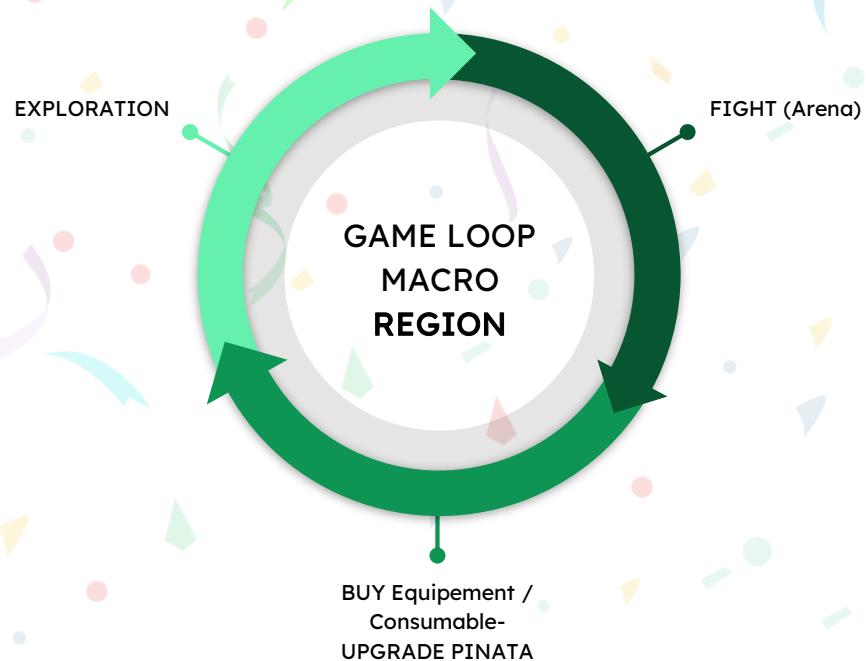 EXPLORATION
FIGHT (Arena)
GAME LOOP
MACRO
REGION
BUY Equipement /
Consumable-
UPGRADE PINATA